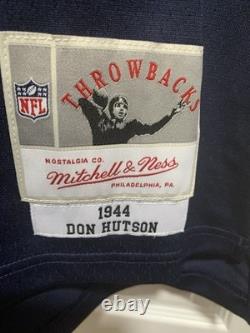 THROWBACKS
NFL
NOSTALGIA CO.
Mitchell & Ness
PHILADELPHIA, PA.
1944
DON HUTSON